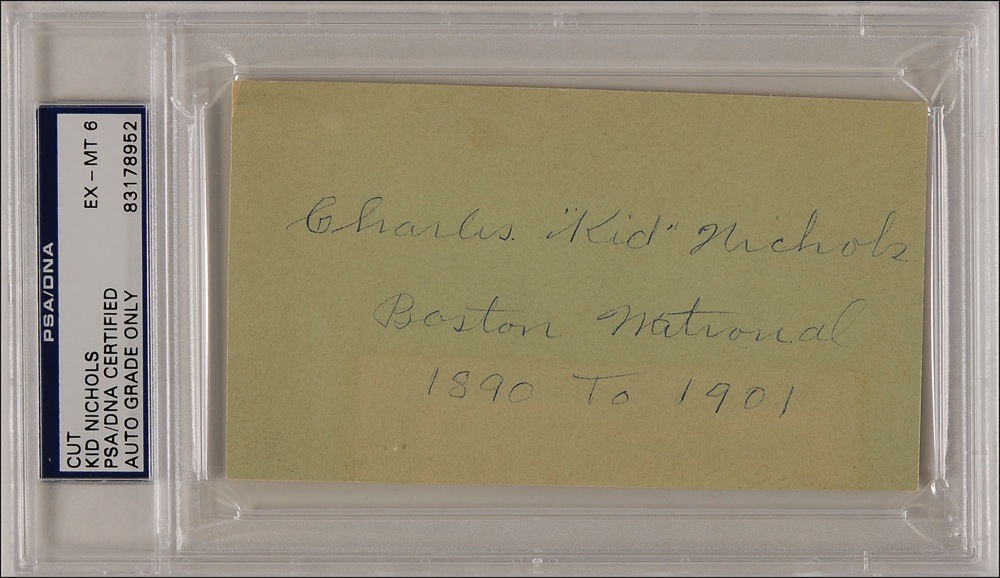 PSA/DNA
CUT
KID NICHOLS
PSA/DNA CERTIFIED
AUTO GRADE ONLY
EX - MT 6
83178952
Charles. "Kid" Nichols
Boston National
1890 To 1901